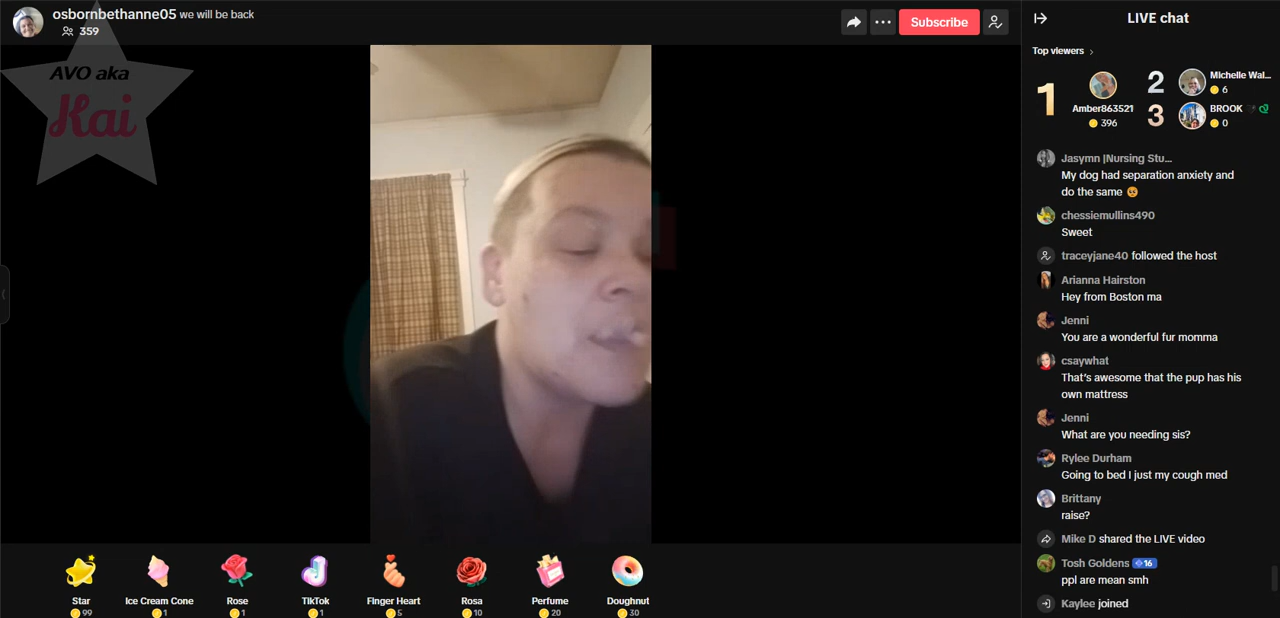 osbornbethanne05 we will be back
359
AVO aka
Kai
Subscribe
LIVE chat
Top viewers
1
Amber863521
396
2
Michelle Wal...
6
3
BROOK
0
Jasymn |Nursing Stu...
My dog had separation anxiety and
do the same 🥺
chessiemullins490
Sweet
traceyjane40 followed the host
Arianna Hairston
Hey from Boston ma
Jenni
You are a wonderful fur momma
csaywhat
That's awesome that the pup has his
own mattress
Jenni
What are you needing sis?
Rylee Durham
Going to bed I just my cough med
Brittany
raise?
Mike D shared the LIVE video
Tosh Goldens 16
ppl are mean smh
Kaylee joined
Star
99
Ice Cream Cone
1
Rose
1
TikTok
1
Finger Heart
5
Rosa
10
Perfume
20
Doughnut
30